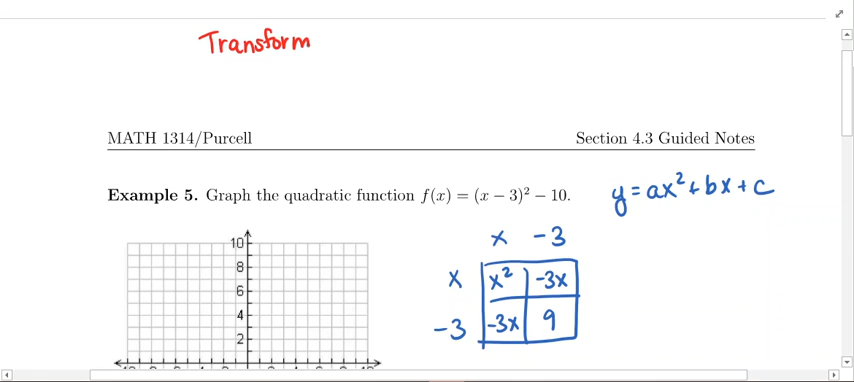 Transform
MATH 1314/Purcell Section 4.3 Guided Notes
Example 5. Graph the quadratic function f(x) = (x − 3)² − 10.
y = ax² + bx + c
x -3
x x² -3x
-3 -3x 9
10
8
6
4
2